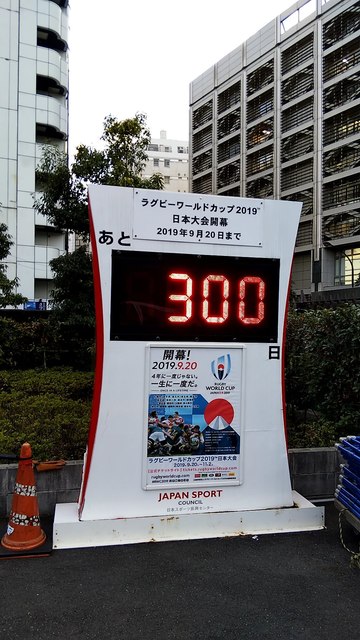 ラグビーワールドカップ2019™
日本大会開幕
2019年9月20日まで
あと
300
日
開幕!
2019.9.20
4年に一度じゃない。
一生に一度だ。
RUGBY
WORLD CUP
ラグビーワールドカップ2019™日本大会
2019.9.20.-11.2.
JAPAN SPORT
COUNCIL
日本スポーツ振興センター